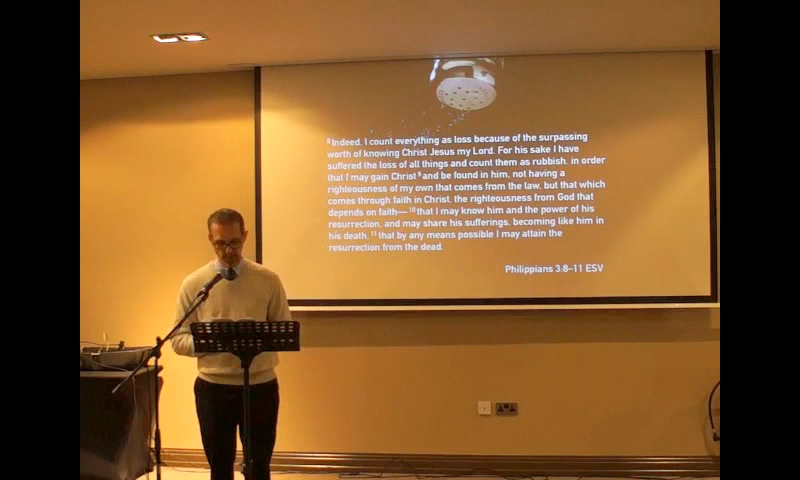 ⁸ Indeed, I count everything as loss because of the surpassing
worth of knowing Christ Jesus my Lord. For his sake I have
suffered the loss of all things and count them as rubbish, in order
that I may gain Christ ⁹ and be found in him, not having a
righteousness of my own that comes from the law, but that which
comes through faith in Christ, the righteousness from God that
depends on faith— ¹⁰ that I may know him and the power of his
resurrection, and may share his sufferings, becoming like him in
his death, ¹¹ that by any means possible I may attain the
resurrection from the dead.
Philippians 3.8–11 ESV